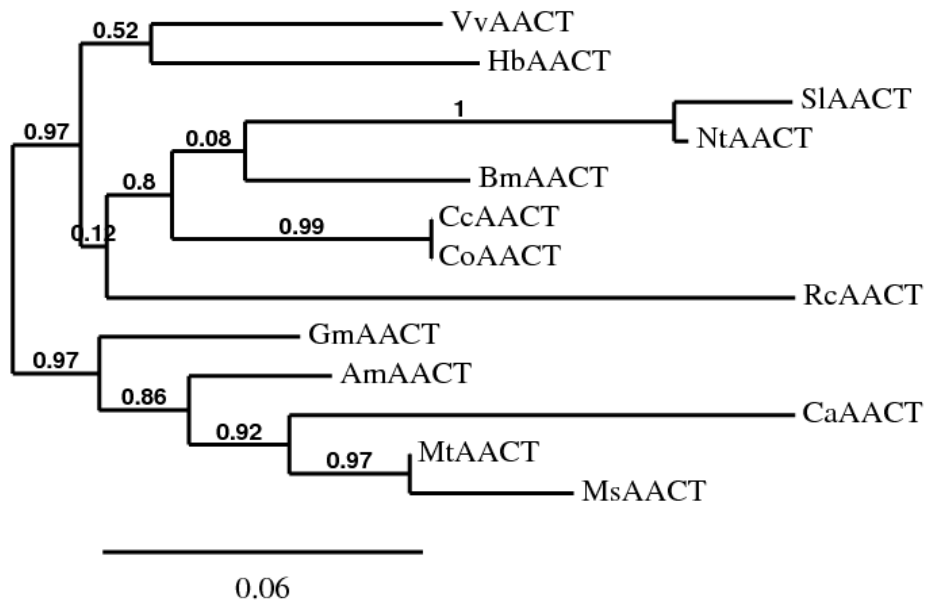 0.52
VvAACT
HbAACT
SlAACT
1
0.97
0.08
NtAACT
0.8
BmAACT
CcAACT
0.12
0.99
CoAACT
RcAACT
GmAACT
0.97
AmAACT
0.86
CaAACT
0.92
MtAACT
0.97
MsAACT
0.06